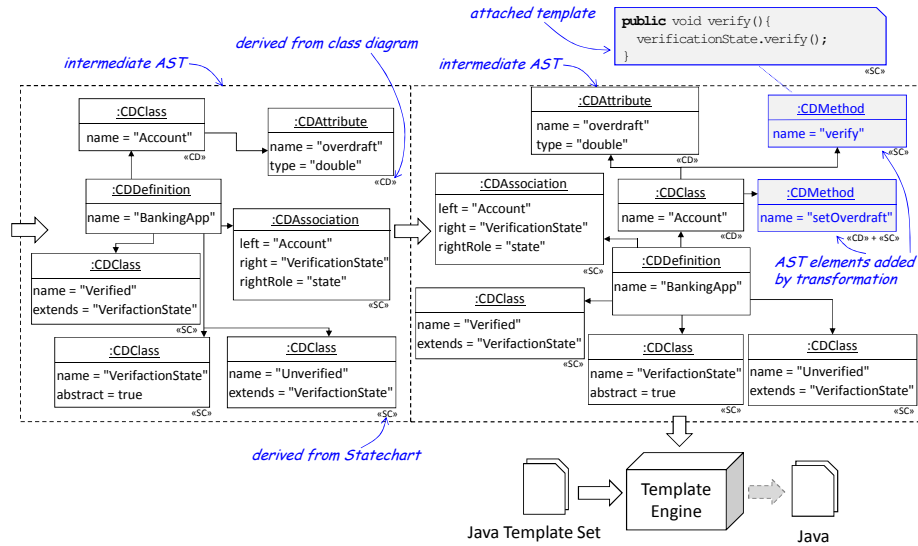 attached template
public void verify(){
verificationState.verify();
}
«SC»
derived from class diagram
intermediate AST
intermediate AST
:CDClass
name = "Account"
«CD»
:CDAttribute
name = "overdraft"
type = "double"
«CD»
:CDDefinition
name = "BankingApp"
:CDAssociation
left = "Account"
right = "VerificationState"
rightRole = "state"
«SC»
:CDClass
name = "Verified"
extends = "VerifactionState"
«SC»
:CDClass
name = "VerifactionState"
abstract = true
«SC»
:CDClass
name = "Unverified"
extends = "VerifactionState"
«SC»
derived from Statechart
:CDAttribute
name = "overdraft"
type = "double"
«CD»
:CDMethod
name = "verify"
«SC»
:CDAssociation
left = "Account"
right = "VerificationState"
rightRole = "state"
«SC»
:CDClass
name = "Account"
«CD»
:CDMethod
name = "setOverdraft"
«CD» + «SC»
AST elements added
by transformation
:CDDefinition
name = "BankingApp"
:CDClass
name = "Verified"
extends = "VerifactionState"
«SC»
:CDClass
name = "VerifactionState"
abstract = true
«SC»
:CDClass
name = "Unverified"
extends = "VerifactionState"
«SC»
Java Template Set
Template
Engine
Java